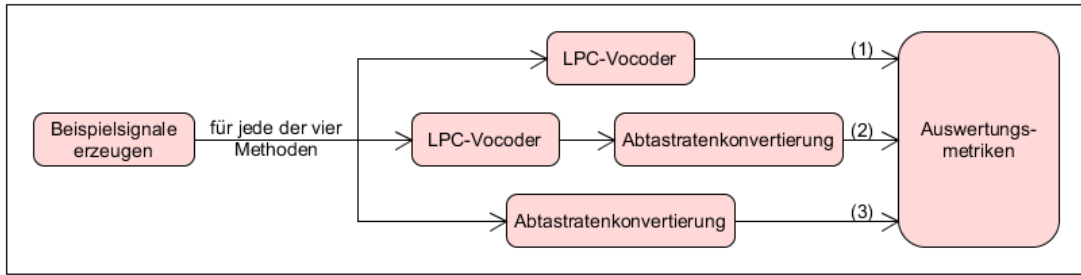 LPC-Vocoder
(1)
Beispielsignale
erzeugen
für jede der vier
Methoden
LPC-Vocoder
Abtastratenkonvertierung
(2)
Auswertungs-
metriken
Abtastratenkonvertierung
(3)